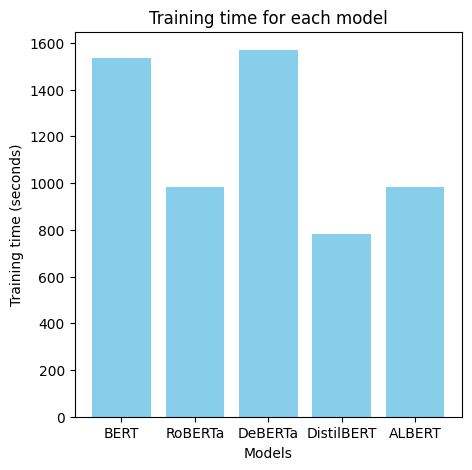 Training time for each model
Training time (seconds)
1600
1400
1200
1000
800
600
400
200
0
BERT RoBERTa DeBERTa DistilBERT ALBERT
Models